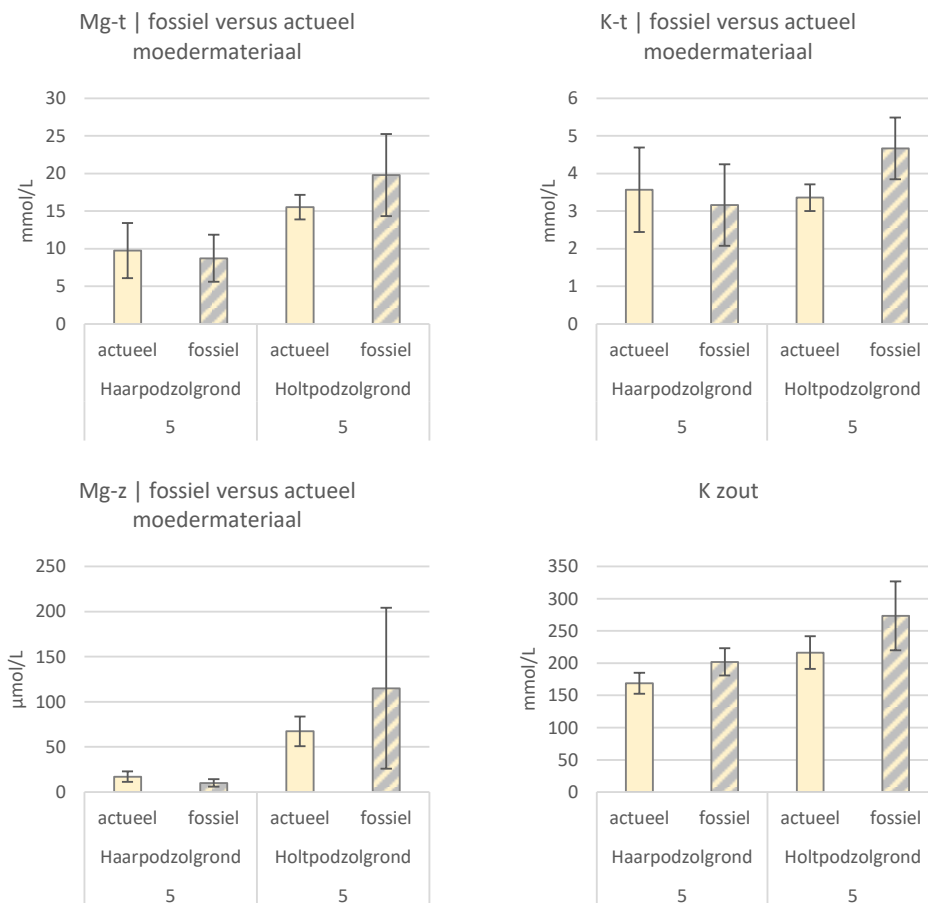 Mg-t | fossiel versus actueel
moedermateriaal
mmol/L
30
25
20
15
10
5
0
actueel fossiel actueel fossiel
Haarpodzolgrond Holtpodzolgrond
5 5
K-t | fossiel versus actueel
moedermateriaal
mmol/L
6
5
4
3
2
1
0
actueel fossiel actueel fossiel
Haarpodzolgrond Holtpodzolgrond
5 5
Mg-z | fossiel versus actueel
moedermateriaal
µmol/L
250
200
150
100
50
0
actueel fossiel actueel fossiel
Haarpodzolgrond Holtpodzolgrond
5 5
K zout
mmol/L
350
300
250
200
150
100
50
0
actueel fossiel actueel fossiel
Haarpodzolgrond Holtpodzolgrond
5 5